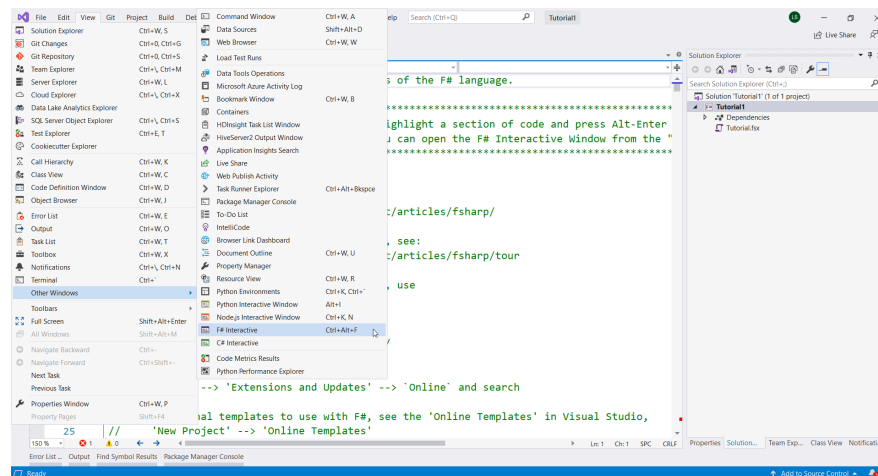 File Edit View Git Project Build Deb
elp Search (Ctrl+Q) Tutorial1 LB
Live Share
Solution Explorer Ctrl+W, S
Git Changes Ctrl+0, Ctrl+G
Git Repository Ctrl+0, Ctrl+S
Team Explorer Ctrl+\, Ctrl+M
Server Explorer Ctrl+W, L
Cloud Explorer Ctrl+\, Ctrl+X
Data Lake Analytics Explorer
SQL Server Object Explorer Ctrl+\, Ctrl+S
Test Explorer Ctrl+E, T
Cookiecutter Explorer
Call Hierarchy Ctrl+W, K
Class View Ctrl+W, C
Code Definition Window Ctrl+W, D
Object Browser Ctrl+W, J
Error List Ctrl+W, E
Output Ctrl+W, O
Task List Ctrl+W, T
Toolbox Ctrl+W, X
Notifications Ctrl+\, Ctrl+N
Terminal Ctrl+`
Other Windows
Toolbars
Full Screen Shift+Alt+Enter
All Windows Shift+Alt+M
Navigate Backward Ctrl+-
Navigate Forward Ctrl+Shift+-
Next Task
Previous Task
Properties Window Ctrl+W, P
Property Pages Shift+F4
Command Window Ctrl+W, A
Data Sources Shift+Alt+D
Web Browser Ctrl+W, W
Load Test Runs
Data Tools Operations
Microsoft Azure Activity Log
Bookmark Window Ctrl+W, B
Containers
HDInsight Task List Window
HiveServer2 Output Window
Application Insights Search
Live Share
Web Publish Activity
Task Runner Explorer Ctrl+Alt+Bkspce
Package Manager Console
To-Do List
IntelliCode
Browser Link Dashboard
Document Outline Ctrl+W, U
Property Manager
Resource View Ctrl+W, R
Python Environments Ctrl+K, Ctrl+`
Python Interactive Window Alt+I
Node.js Interactive Window Ctrl+K, N
F# Interactive Ctrl+Alt+F
C# Interactive
Code Metrics Results
Python Performance Explorer
s of the F# language.
******************************************
ighlight a section of code and press Alt-Enter
u can open the F# Interactive Window from the "
******************************************
t/articles/fsharp/
, see:
t/articles/fsharp/tour
, use
/
--> 'Extensions and Updates' --> `Online` and search
nal templates to use with F#, see the 'Online Templates' in Visual Studio,
25 // 'New Project' --> 'Online Templates'
150 % 1 0 Ln: 1 Ch: 1 SPC CRLF
Error List ... Output Find Symbol Results Package Manager Console
Ready Add to Source Control
Solution Explorer
Search Solution Explorer (Ctrl+;)
Solution 'Tutorial1' (1 of 1 project)
Tutorial1
Dependencies
Tutorial.fsx
Properties Solution... Team Exp... Class View Notificati